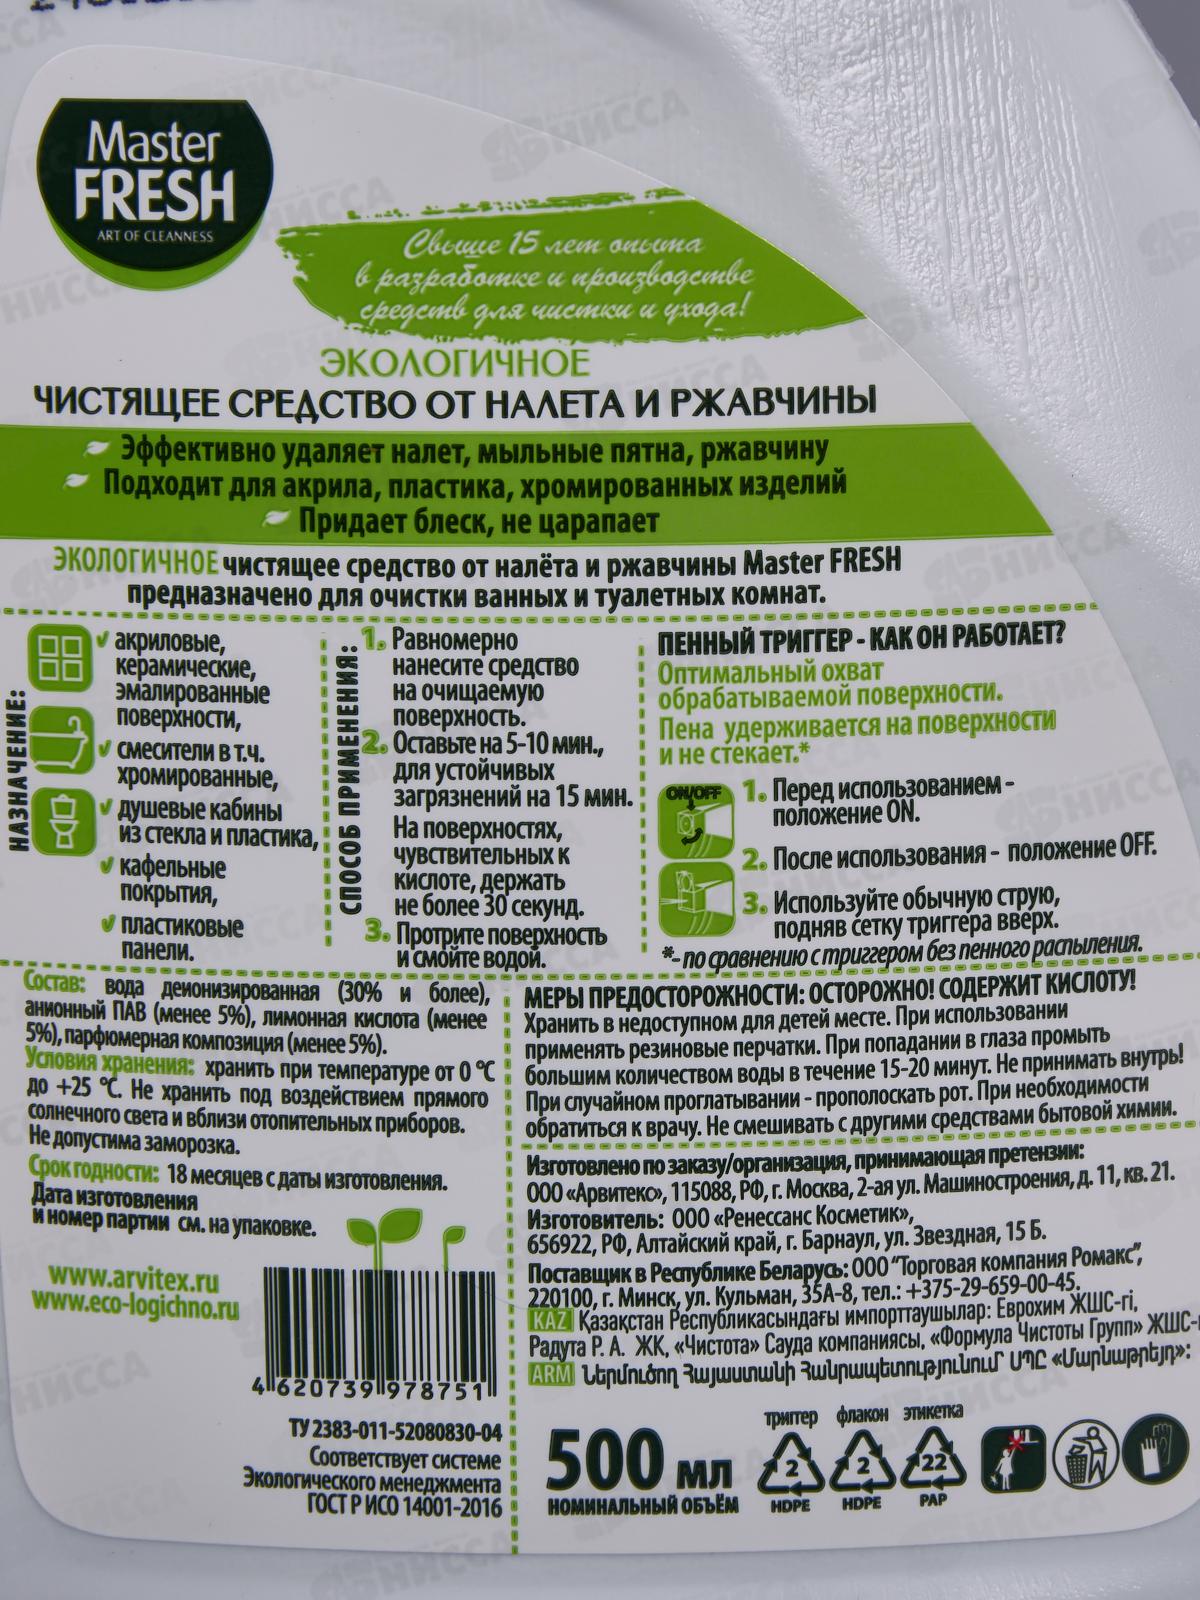 Master
FRESH
ART OF CLEANNESS
Свыше 15 лет опыта
в разработке и производстве
средств для чистки и ухода!
ЭКОЛОГИЧНОЕ
ЧИСТЯЩЕЕ СРЕДСТВО ОТ НАЛЕТА И РЖАВЧИНЫ
Эффективно удаляет налет, мыльные пятна, ржавчину
Подходит для акрила, пластика, хромированных изделий
Придает блеск, не царапает
ЭКОЛОГИЧНОЕ чистящее средство от налёта и ржавчины Master FRESH
предназначено для очистки ванных и туалетных комнат.
НАЗНАЧЕНИЕ:
акриловые,
керамические,
эмалированные
поверхности,
смесители в т.ч.
хромированные,
душевые кабины
из стекла и пластика,
кафельные
покрытия,
пластиковые
панели.
СПОСОБ ПРИМЕНЕНИЯ:
1. Равномерно
нанесите средство
на очищаемую
поверхность.
2. Оставьте на 5-10 мин.,
для устойчивых
загрязнений на 15 мин.
На поверхностях,
чувствительных к
кислоте, держать
не более 30 секунд.
3. Протрите поверхность
и смойте водой.
ПЕННЫЙ ТРИГГЕР - КАК ОН РАБОТАЕТ?
Оптимальный охват
обрабатываемой поверхности.
Пена удерживается на поверхности
и не стекает.*
ON/OFF
1. Перед использованием -
положение ON.
2. После использования - положение OFF.
3. Используйте обычную струю,
подняв сетку триггера вверх.
*- по сравнению с триггером без пенного распыления.
Состав: вода деионизированная (30% и более),
анионный ПАВ (менее 5%), лимонная кислота (менее
5%), парфюмерная композиция (менее 5%).
Условия хранения: хранить при температуре от 0 °С
до +25 °С. Не хранить под воздействием прямого
солнечного света и вблизи отопительных приборов.
Не допустима заморозка.
Срок годности: 18 месяцев с даты изготовления.
Дата изготовления
и номер партии см. на упаковке.
www.arvitex.ru
www.eco-logichno.ru
4 620739 978751
ТУ 2383-011-52080830-04
Соответствует системе
Экологического менеджмента
ГОСТ Р ИСО 14001-2016
МЕРЫ ПРЕДОСТОРОЖНОСТИ: ОСТОРОЖНО! СОДЕРЖИТ КИСЛОТУ!
Хранить в недоступном для детей месте. При использовании
применять резиновые перчатки. При попадании в глаза промыть
большим количеством воды в течение 15-20 минут. Не принимать внутрь!
При случайном проглатывании - прополоскать рот. При необходимости
обратиться к врачу. Не смешивать с другими средствами бытовой химии.
Изготовлено по заказу/организация, принимающая претензии:
ООО «Арвитекс», 115088, РФ, г. Москва, 2-ая ул. Машиностроения, д. 11, кв. 21.
Изготовитель: ООО «Ренессанс Косметик»,
656922, РФ, Алтайский край, г. Барнаул, ул. Звездная, 15 Б.
Поставщик в Республике Беларусь: ООО "Торговая компания Ромакс",
220100, г. Минск, ул. Кульман, 35А-8, тел.: +375-29-659-00-45.
KAZ Қазақстан Республикасындағы импорттаушылар: Еврохим ЖШС-гі,
Радута Р. А. ЖК, «Чистота» Сауда компаниясы, «Формула Чистоты Групп» ЖШС-
ARM Ներմուծող Հայաստանի Հանրապետությունում ՍՊԸ «Մարնաթրեյդ»:
500 мл
НОМИНАЛЬНЫЙ ОБЪЁМ
триггер флакон этикетка
2 2 22
HDPE HDPE PAP
НИССА